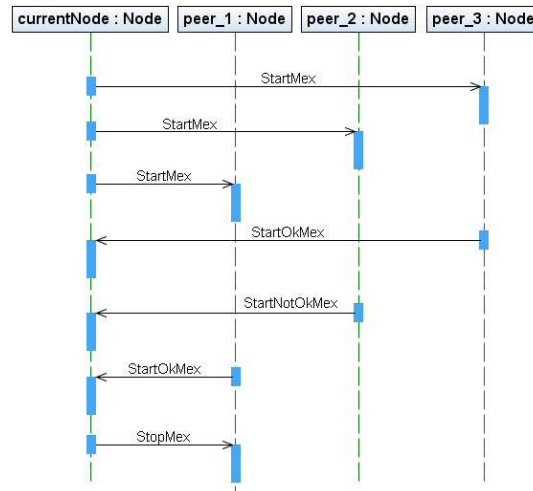 currentNode : Node peer_1 : Node peer_2 : Node peer_3 : Node
StartMex
StartMex
StartMex
StartOkMex
StartNotOkMex
StartOkMex
StopMex